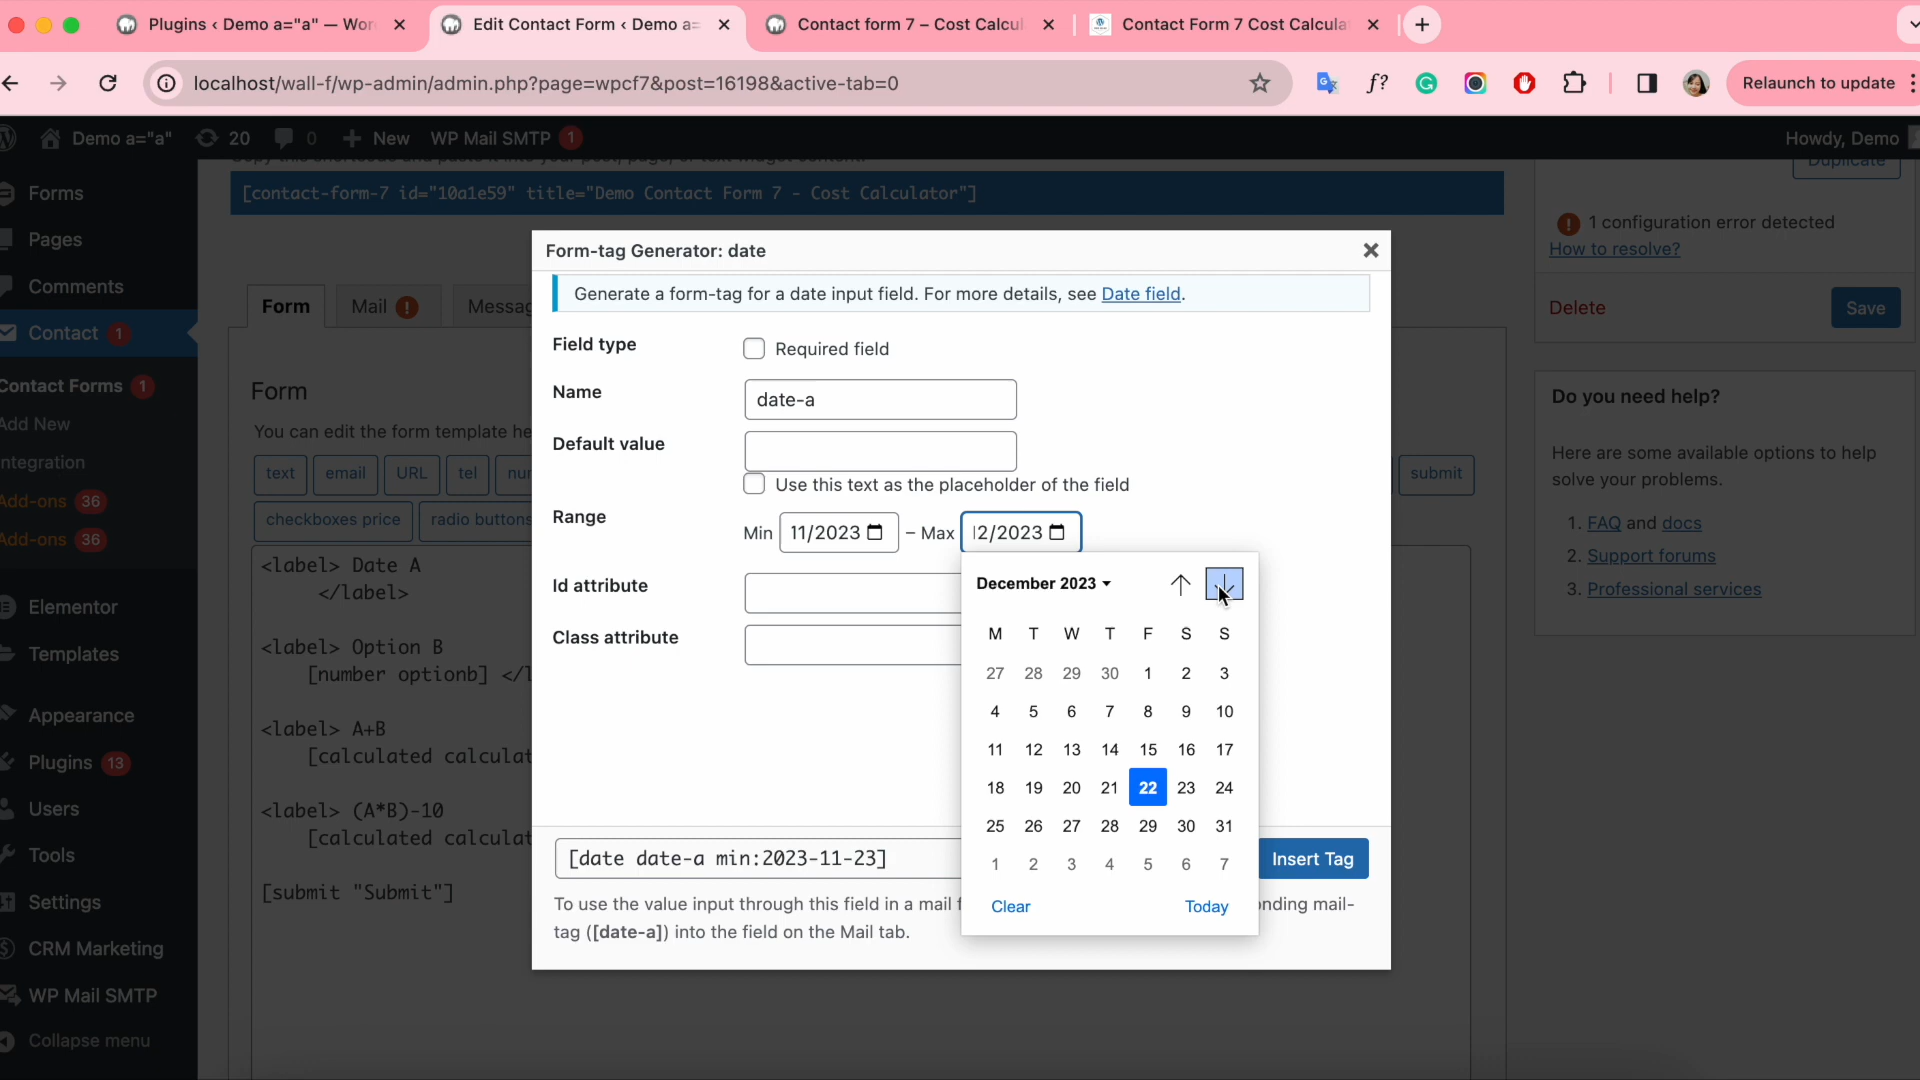 Plugins ‹ Demo a="a" — Wor
Edit Contact Form ‹ Demo a=
Contact form 7 – Cost Calcul
Contact Form 7 Cost Calcula
localhost/wall-f/wp-admin/admin.php?page=wpcf7&post=16198&active-tab=0
Relaunch to update
Demo a="a"
20
0
New
WP Mail SMTP 1
Howdy, Demo
Forms
Pages
Comments
Contact 1
Contact Forms 1
Add New
ntegration
Add-ons 36
Add-ons 36
Elementor
Templates
Appearance
Plugins 13
Users
Tools
Settings
CRM Marketing
WP Mail SMTP
Collapse menu
[contact-form-7 id="10a1e59" title="Demo Contact Form 7 - Cost Calculator"]
Form
Mail
Messag
Form
You can edit the form template he
text
email
URL
tel
nun
submit
checkboxes price
radio buttons
<label> Date A
</label>
<label> Option B
[number optionb] </l
<label> A+B
[calculated calculat
<label> (A*B)-10
[calculated calculat
[submit "Submit"]
Form-tag Generator: date
Generate a form-tag for a date input field. For more details, see Date field.
Field type
Required field
Name
date-a
Default value
Use this text as the placeholder of the field
Range
Min 11/2023 – Max 12/2023
Id attribute
Class attribute
December 2023
M T W T F S S
27 28 29 30 1 2 3
4 5 6 7 8 9 10
11 12 13 14 15 16 17
18 19 20 21 22 23 24
25 26 27 28 29 30 31
1 2 3 4 5 6 7
Clear
Today
[date date-a min:2023-11-23]
Insert Tag
To use the value input through this field in a mail f
nding mail-
tag ([date-a]) into the field on the Mail tab.
Duplicate
1 configuration error detected
How to resolve?
Delete
Save
Do you need help?
Here are some available options to help
solve your problems.
1. FAQ and docs
2. Support forums
3. Professional services